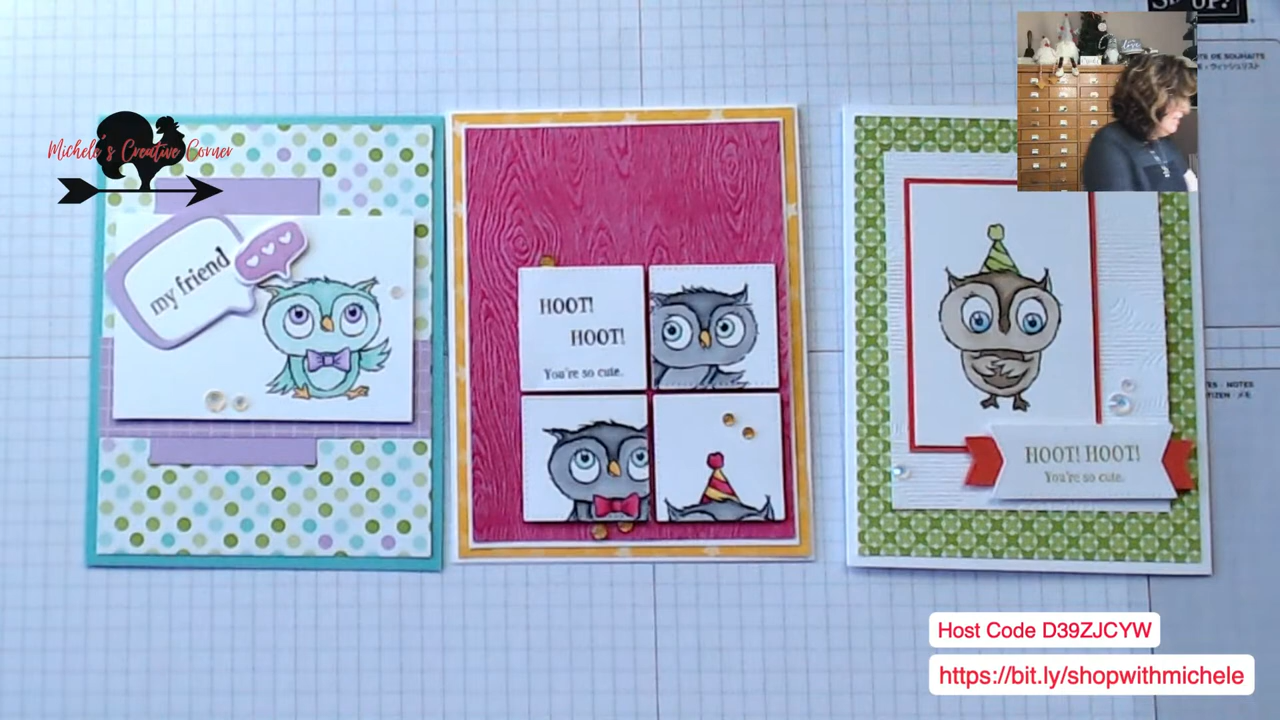 Michele's Creative Corner
my friend
HOOT!
HOOT!
You're so cute.
HOOT! HOOT!
You're so cute.
Host Code D39ZJCYW
https://bit.ly/shopwithmichele